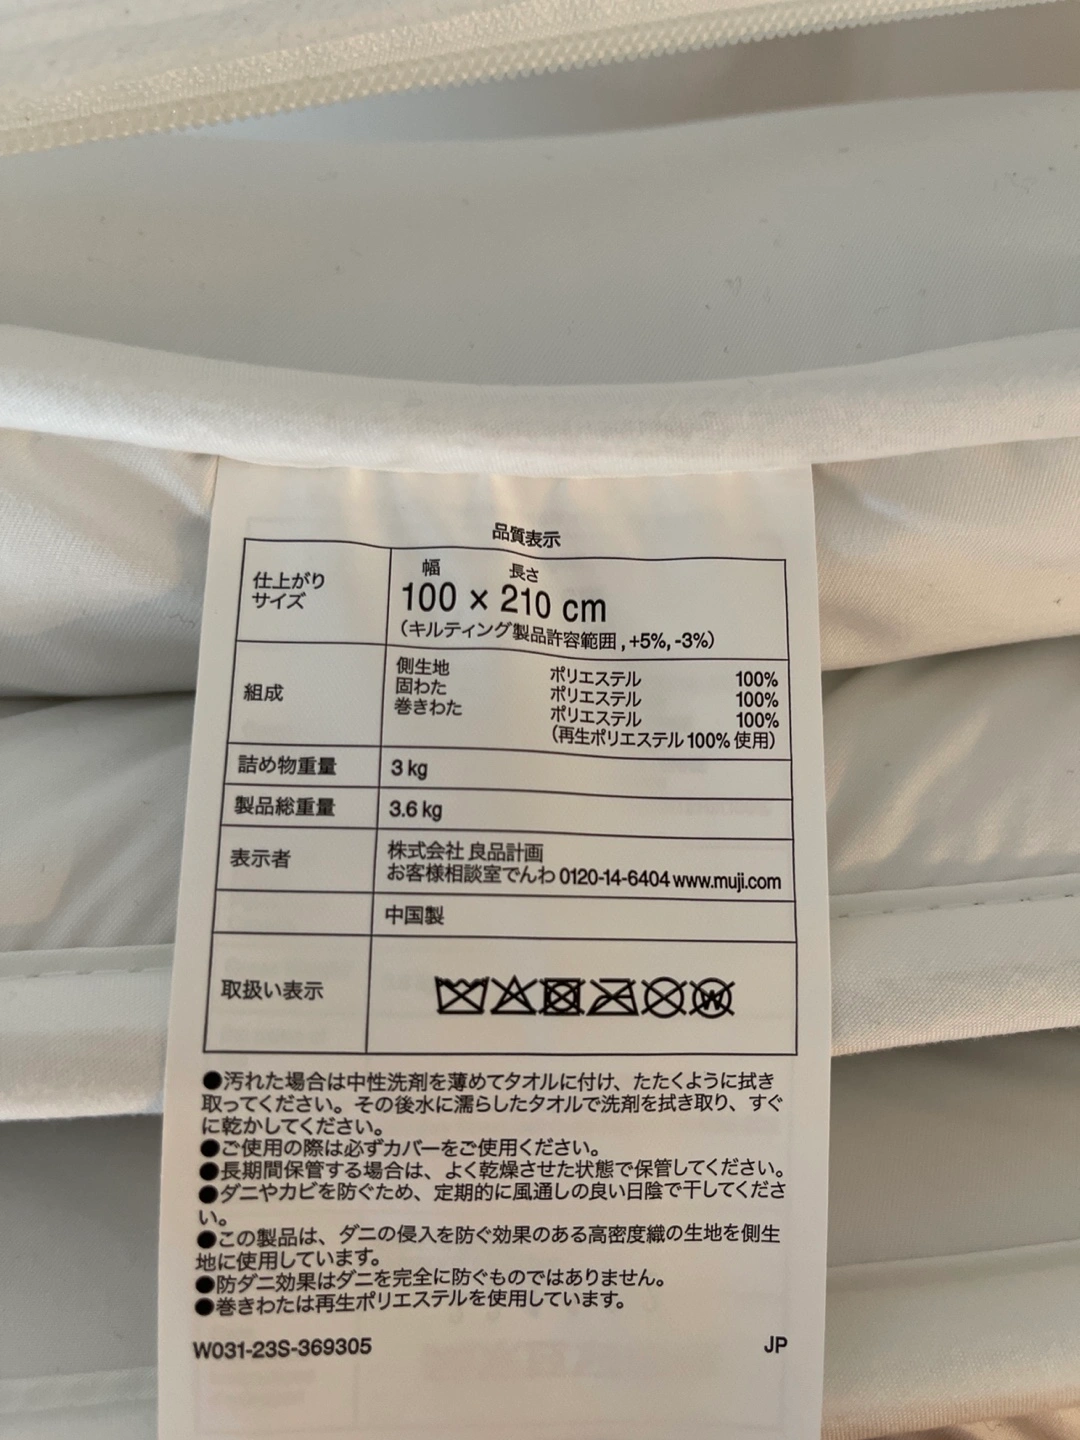 品質表示
仕上がり
サイズ
幅 長さ
100 × 210 cm
(キルティング製品許容範囲,+5%,-3%)
組成
側生地 ポリエステル 100%
固わた ポリエステル 100%
巻きわた ポリエステル 100%
(再生ポリエステル100%使用)
詰め物重量 3 kg
製品総重量 3.6 kg
表示者
株式会社 良品計画
お客様相談室でんわ 0120-14-6404 www.muji.com
中国製
取扱い表示
W
●汚れた場合は中性洗剤を薄めてタオルに付け、たたくように拭き
取ってください。その後水に濡らしたタオルで洗剤を拭き取り、すぐ
に乾かしてください。
●ご使用の際は必ずカバーをご使用ください。
●長期間保管する場合は、よく乾燥させた状態で保管してください。
●ダニやカビを防ぐため、定期的に風通しの良い日陰で干してくださ
い。
●この製品は、ダニの侵入を防ぐ効果のある高密度織の生地を側生
地に使用しています。
●防ダニ効果はダニを完全に防ぐものではありません。
●巻きわたは再生ポリエステルを使用しています。
W031-23S-369305 JP